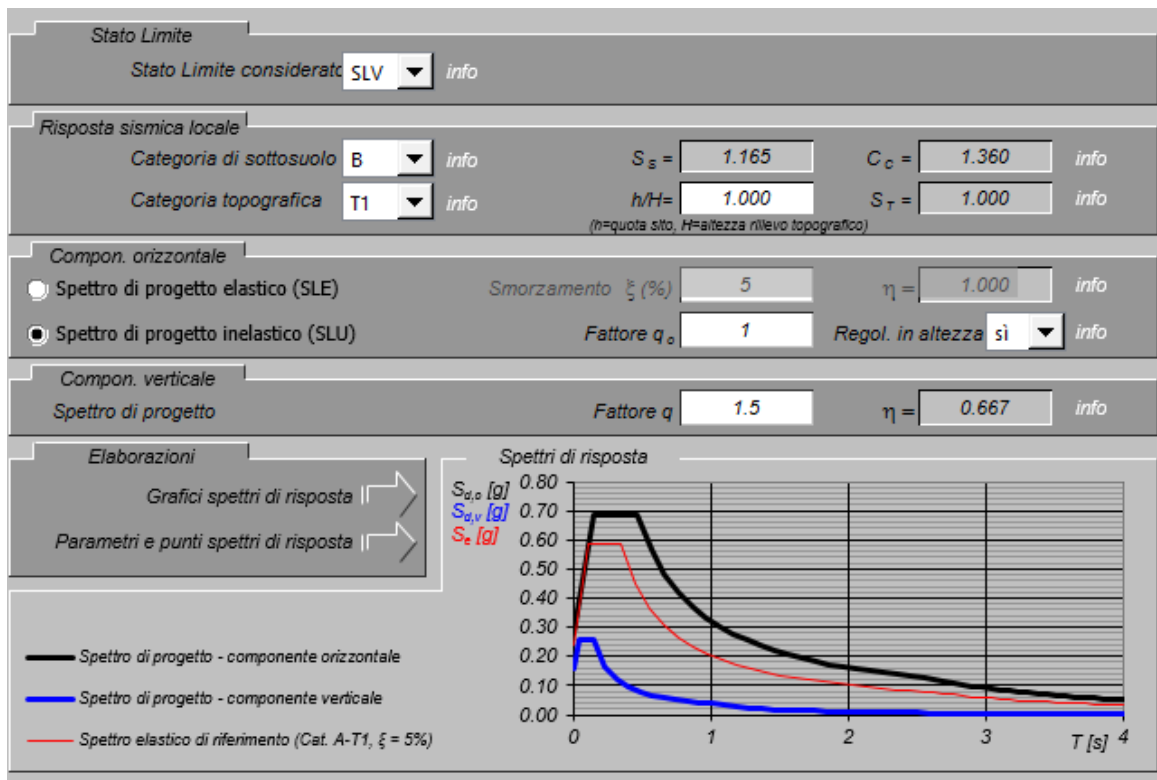 Stato Limite
Stato Limite considerato SLV info
Risposta sismica locale
Categoria di sottosuolo B info S s = 1.165 C c = 1.360 info
Categoria topografica T1 info h/H= 1.000 S T = 1.000 info
(h=quota sito, H=altezza rilievo topografico)
Compon. orizzontale
Spettro di progetto elastico (SLE) Smorzamento ξ (%) 5 η = 1.000 info
Spettro di progetto inelastico (SLU) Fattore q o 1 Regol. in altezza sì info
Compon. verticale
Spettro di progetto Fattore q 1.5 η = 0.667 info
Elaborazioni
Grafici spettri di risposta
Parametri e punti spettri di risposta
Spettri di risposta
S d,o [g]
S d,v [g]
S e [g]
0.80
0.70
0.60
0.50
0.40
0.30
0.20
0.10
0.00
0 1 2 3 T [s] 4
Spettro di progetto - componente orizzontale
Spettro di progetto - componente verticale
Spettro elastico di riferimento (Cat. A-T1, ξ = 5%)